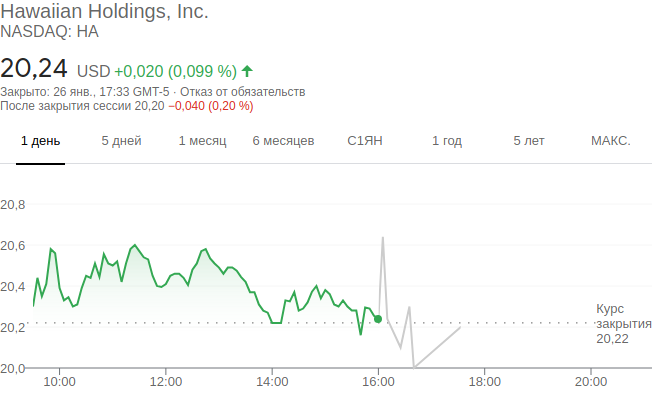 Hawaiian Holdings, Inc.
NASDAQ: HA
20,24 USD +0,020 (0,099 %)
Закрыто: 26 янв., 17:33 GMT-5 · Отказ от обязательств
После закрытия сессии 20,20 −0,040 (0,20 %)
1 день 5 дней 1 месяц 6 месяцев С1ЯН 1 год 5 лет МАКС.
20,8
20,6
20,4
Курс
закрытия
20,22
20,2
20,0
10:00 12:00 14:00 16:00 18:00 20:00